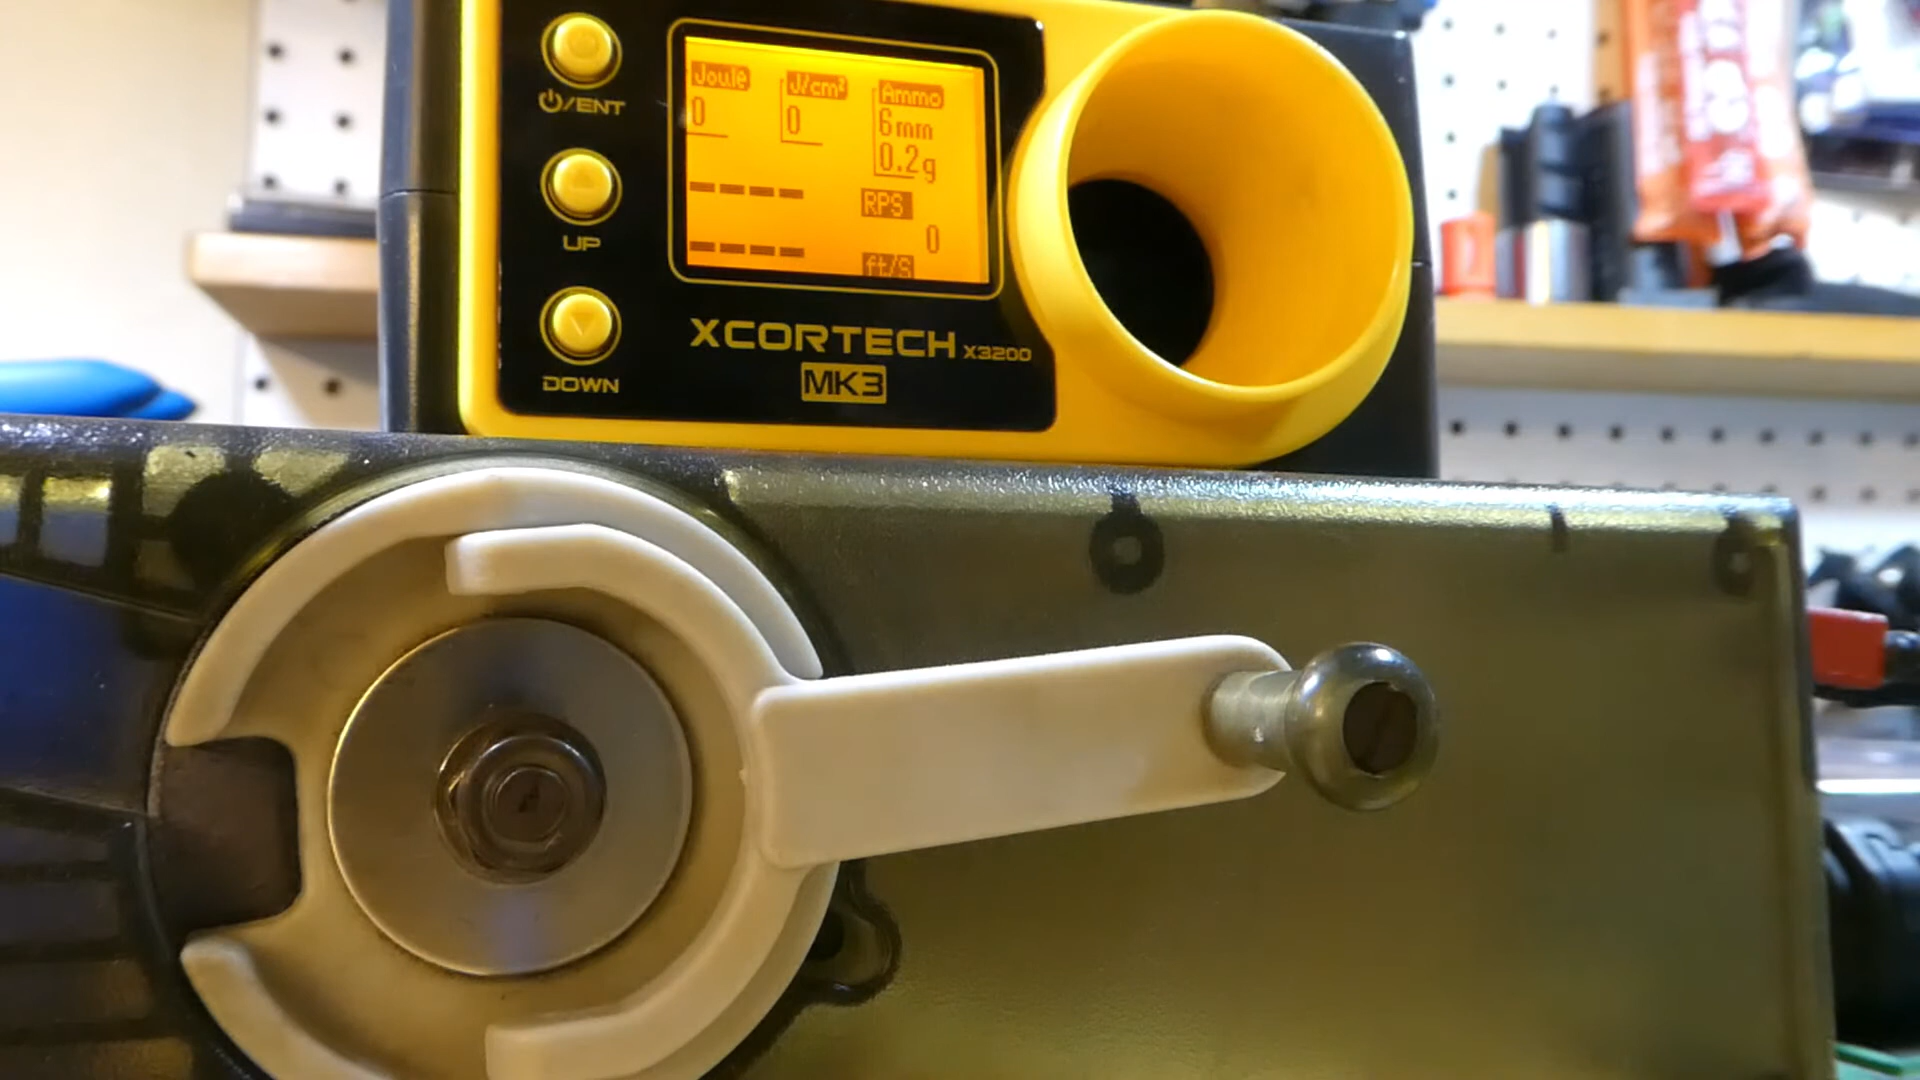 ⏻/ENT
UP
DOWN
Joule J/cm² Ammo
0 0 6mm
0.2g
---- RPS
0
---- ft/S
XCORTECH X3200
MK3